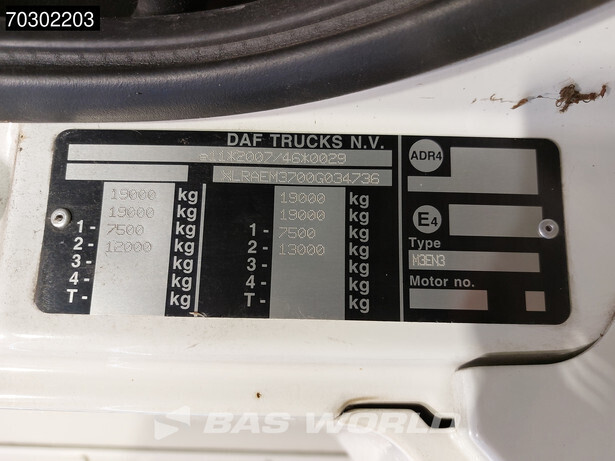 70302203
DAF TRUCKS N.V.
e11*2007/46*0029
XLRAEM3700G034736
19000 kg 19000 kg
19000 kg 19000 kg
1- 7500 kg 1- 7500 kg
2- 12000 kg 2- 13000 kg
3- kg 3- kg
4- kg 4- kg
T- kg T- kg
ADR4
E4
Type
M3EN3
Motor no.
BAS WORLD